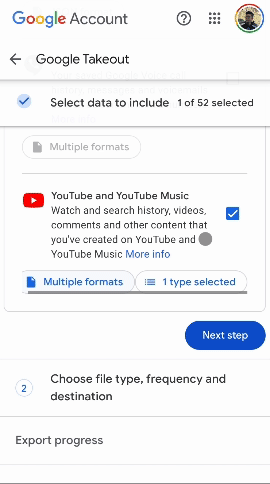 Google Account
Google Takeout
Select data to include 1 of 52 selected
Multiple formats
YouTube and YouTube Music
Watch and search history, videos,
comments and other content that
you've created on YouTube and
YouTube Music More info
Multiple formats
1 type selected
Next step
2
Choose file type, frequency and
destination
Export progress